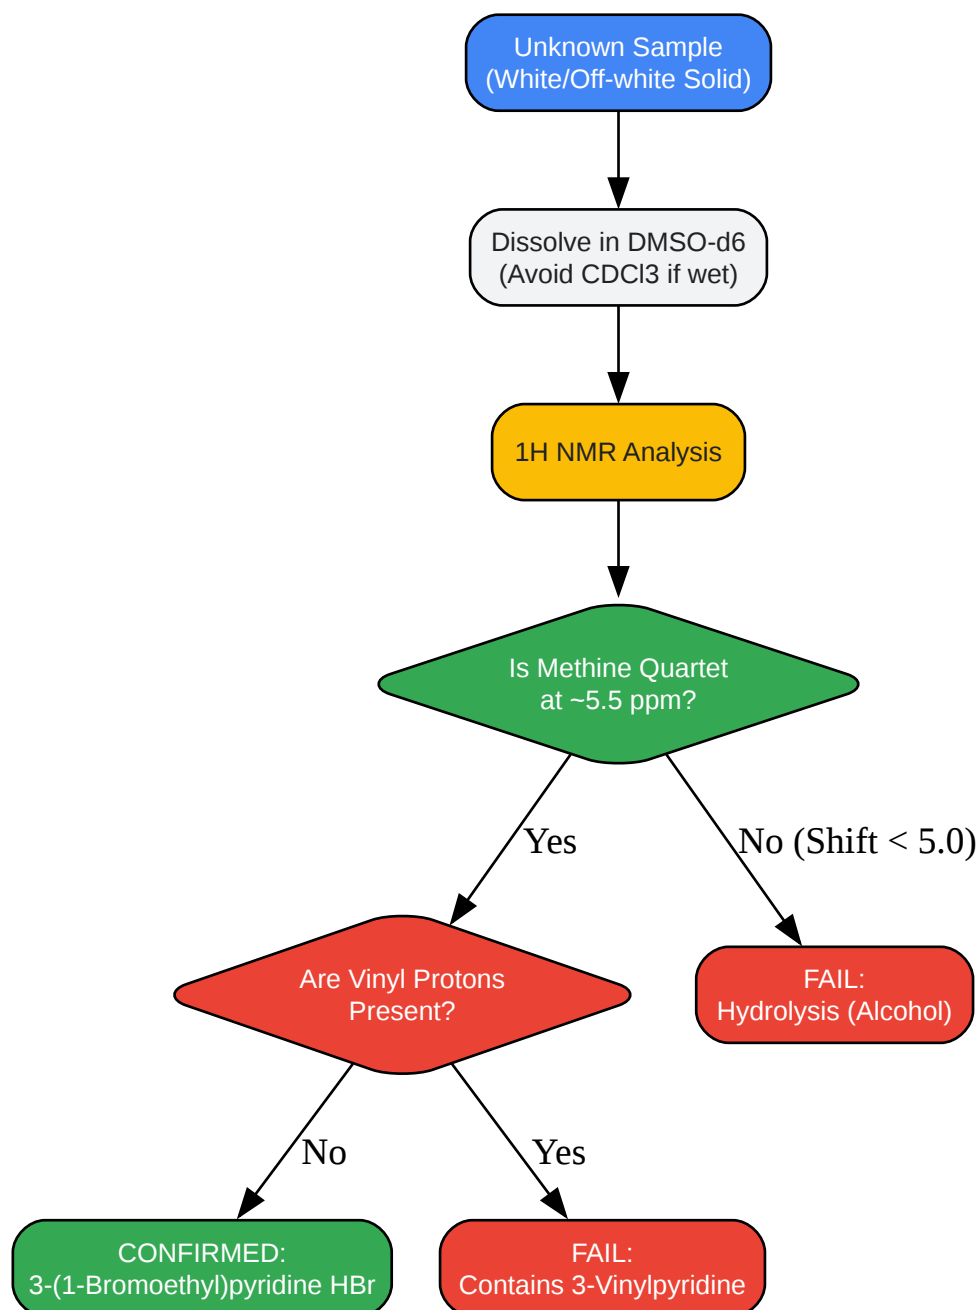 Unknown Sample
(White/Off-white Solid)
Dissolve in DMSO-d6
(Avoid CDCl3 if wet)
1H NMR Analysis
Is Methine Quartet
at ~5.5 ppm?
Yes
No (Shift < 5.0)
Are Vinyl Protons
Present?
FAIL:
Hydrolysis (Alcohol)
No
Yes
CONFIRMED:
3-(1-Bromoethyl)pyridine HBr
FAIL:
Contains 3-Vinylpyridine